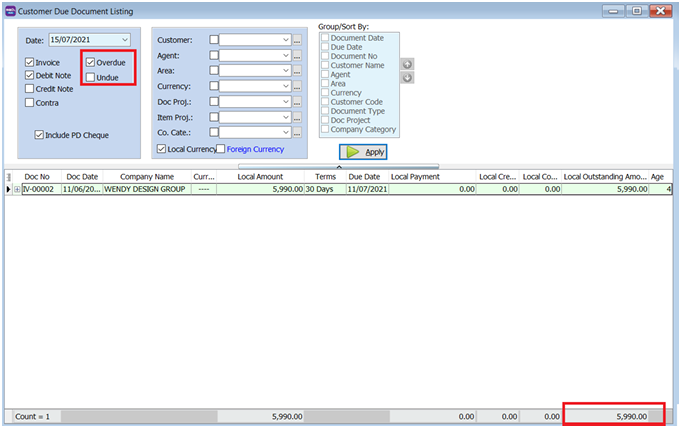 Customer Due Document Listing
Date: 15/07/2021
Invoice
Overdue
Debit Note
Undue
Credit Note
Contra
Include PD Cheque
Customer: ...
Agent: ...
Area: ...
Currency: ...
Doc Proj.: ...
Item Proj.: ...
Co. Cate.: ...
Local Currency Foreign Currency
Group/Sort By:
Document Date
Due Date
Document No
Customer Name
Agent
Area
Currency
Customer Code
Document Type
Doc Project
Company Category
Apply
Doc No Doc Date Company Name Curr... Local Amount Terms Due Date Local Payment Local Cre... Local Co... Local Outstanding Amo... Age
IV-00002 11/06/20... WENDY DESIGN GROUP ---- 5,990.00 30 Days 11/07/2021 0.00 0.00 0.00 5,990.00 4
Count = 1 5,990.00 0.00 0.00 0.00 5,990.00